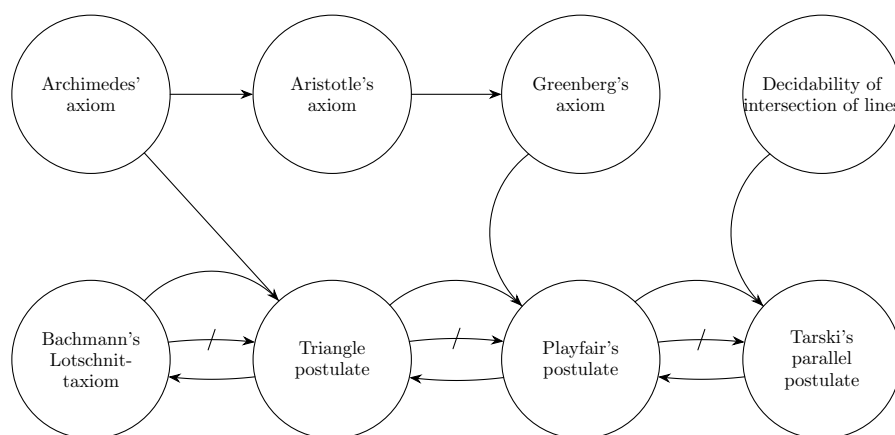 Archimedes'
axiom
Aristotle's
axiom
Greenberg's
axiom
Decidability of
intersection of lines
Bachmann's
Lotschnit-
taxiom
Triangle
postulate
Playfair's
postulate
Tarski's
parallel
postulate